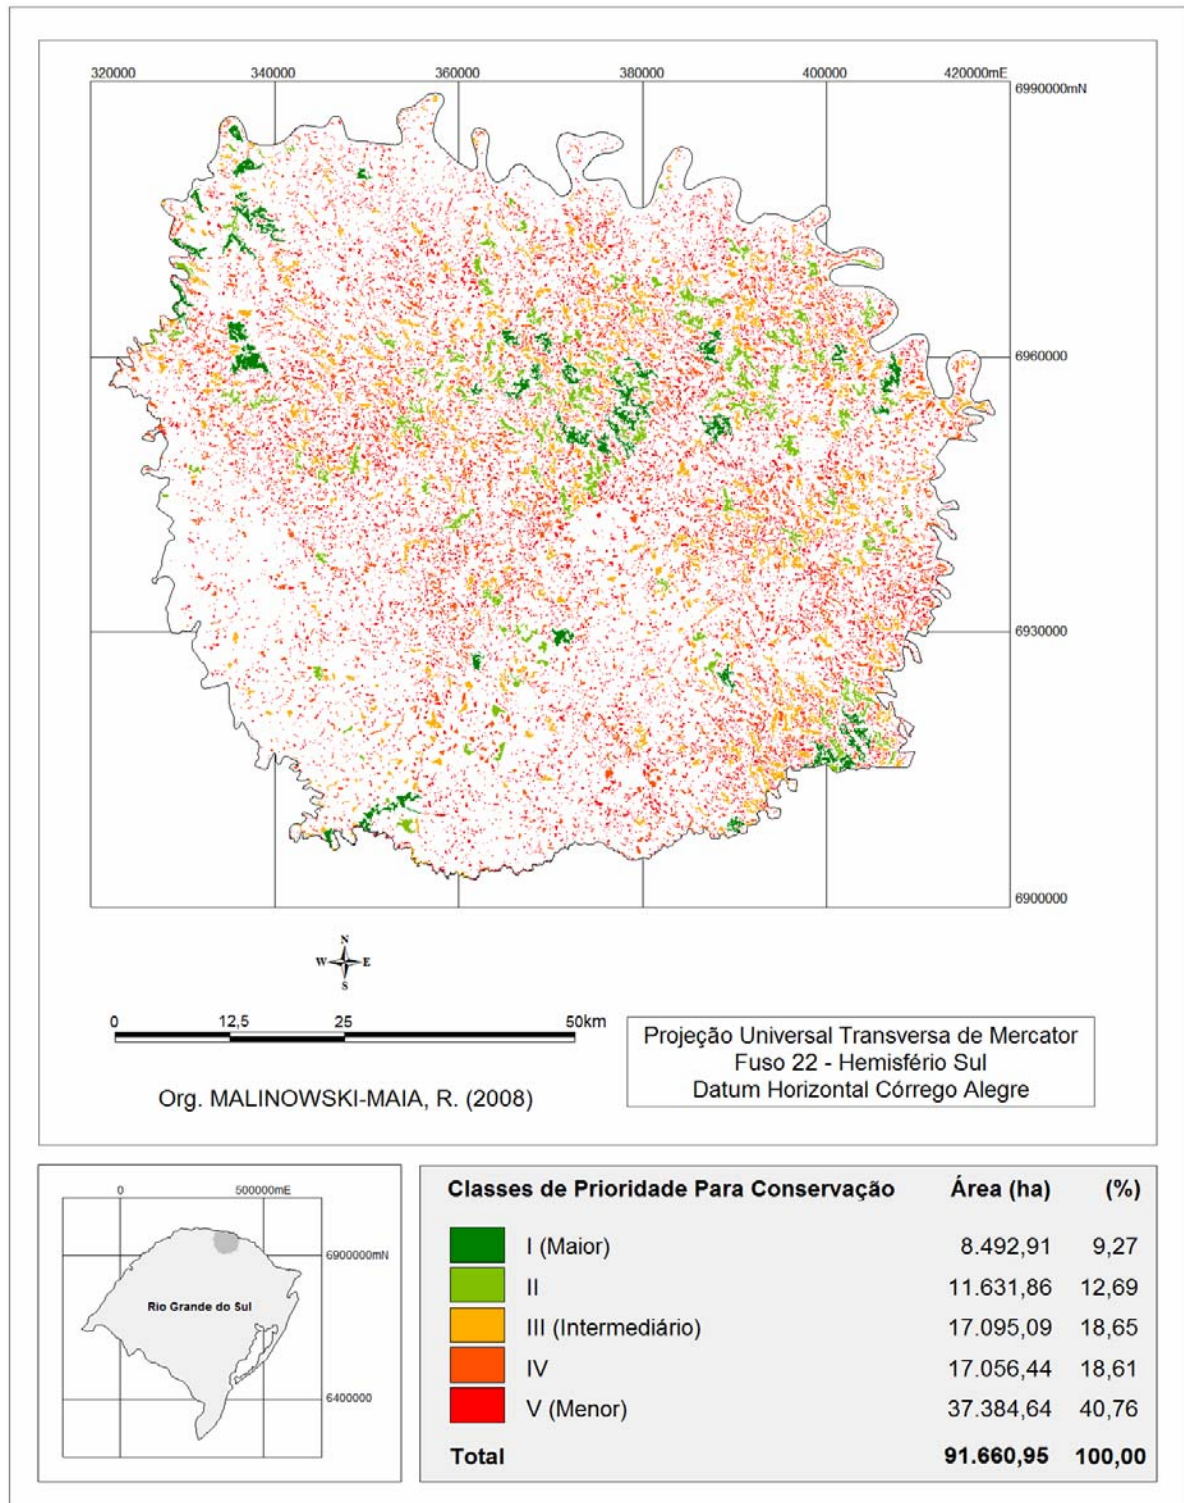 320000 340000 360000 380000 400000 420000mE
6990000mN
6960000
6930000
6900000
N
W E
S
0 12,5 25 50km
Projeção Universal Transversa de Mercator
Fuso 22 - Hemisfério Sul
Datum Horizontal Córrego Alegre
Org. MALINOWSKI-MAIA, R. (2008)
0 500000mE
6900000mN
Rio Grande do Sul
6400000
Classes de Prioridade Para Conservação Área (ha) (%)
I (Maior) 8.492,91 9,27
II 11.631,86 12,69
III (Intermediário) 17.095,09 18,65
IV 17.056,44 18,61
V (Menor) 37.384,64 40,76
Total 91.660,95 100,00